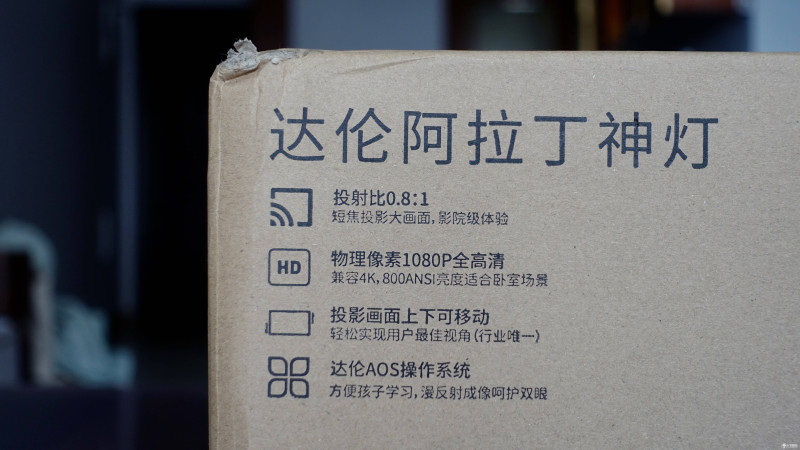 达伦阿拉丁神灯
投射比0.8:1
短焦投影大画面,影院级体验
HD
物理像素1080P全高清
兼容4K,800ANSI亮度适合卧室场景
投影画面上下可移动
轻松实现用户最佳视角(行业唯一)
达伦AOS操作系统
方便孩子学习,漫反射成像呵护双眼